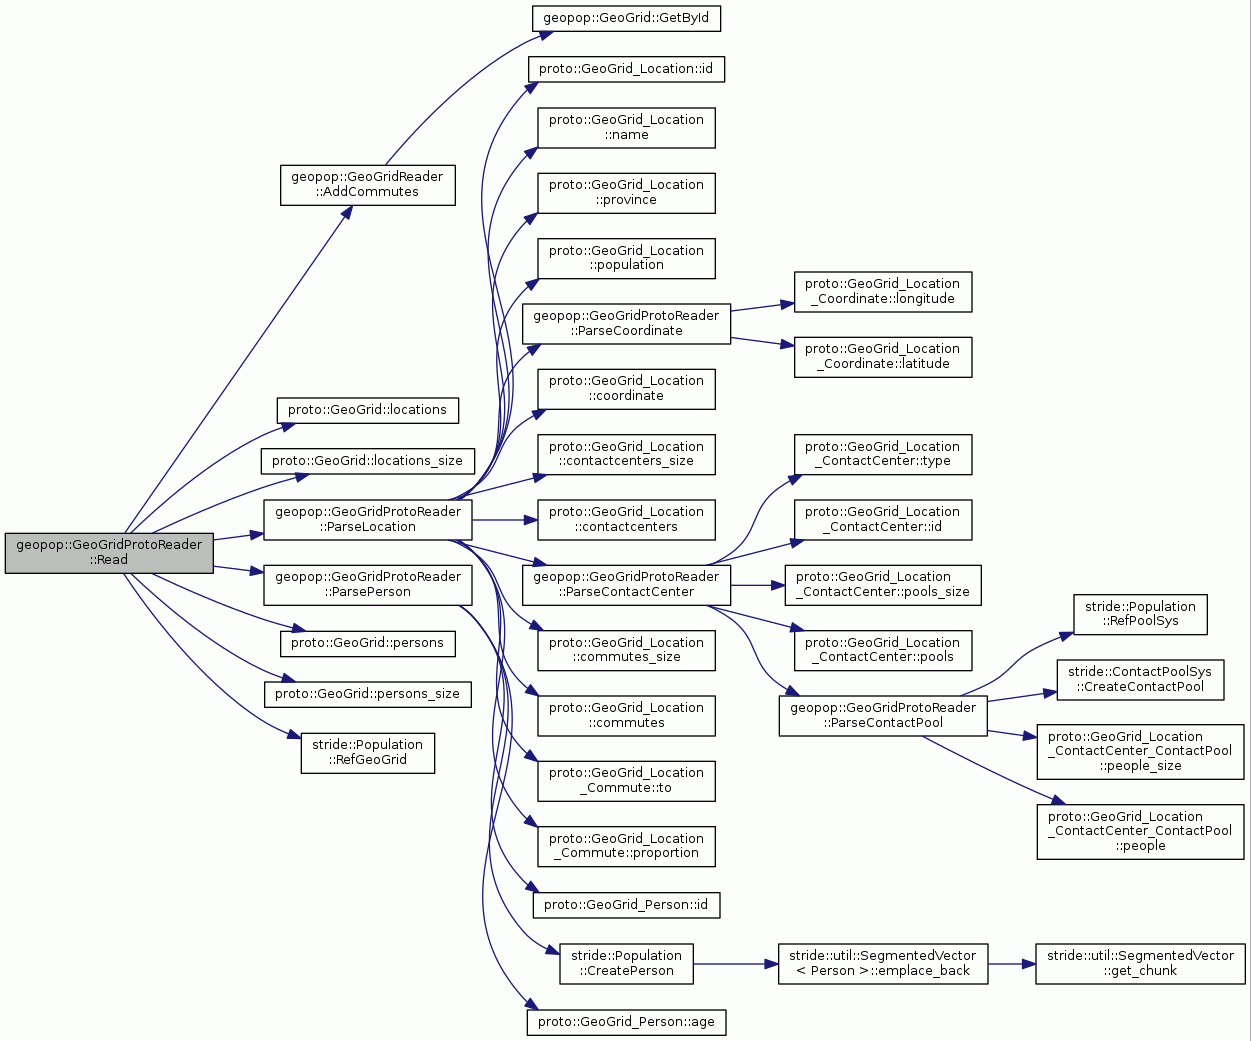 geopop::GeoGridProtoReader
::Read
geopop::GeoGridReader
::AddCommutes
proto::GeoGrid::locations
proto::GeoGrid::locations_size
geopop::GeoGridProtoReader
::ParseLocation
geopop::GeoGridProtoReader
::ParsePerson
proto::GeoGrid::persons
proto::GeoGrid::persons_size
stride::Population
::RefGeoGrid
geopop::GeoGrid::GetById
proto::GeoGrid_Location::id
proto::GeoGrid_Location
::name
proto::GeoGrid_Location
::province
proto::GeoGrid_Location
::population
geopop::GeoGridProtoReader
::ParseCoordinate
proto::GeoGrid_Location
::coordinate
proto::GeoGrid_Location
::contactcenters_size
proto::GeoGrid_Location
::contactcenters
geopop::GeoGridProtoReader
::ParseContactCenter
proto::GeoGrid_Location
::commutes_size
proto::GeoGrid_Location
::commutes
proto::GeoGrid_Location
_Commute::to
proto::GeoGrid_Location
_Commute::proportion
proto::GeoGrid_Person::id
stride::Population
::CreatePerson
proto::GeoGrid_Person::age
proto::GeoGrid_Location
_Coordinate::longitude
proto::GeoGrid_Location
_Coordinate::latitude
proto::GeoGrid_Location
_ContactCenter::type
proto::GeoGrid_Location
_ContactCenter::id
proto::GeoGrid_Location
_ContactCenter::pools_size
proto::GeoGrid_Location
_ContactCenter::pools
geopop::GeoGridProtoReader
::ParseContactPool
stride::util::SegmentedVector
< Person >::emplace_back
stride::Population
::RefPoolSys
stride::ContactPoolSys
::CreateContactPool
proto::GeoGrid_Location
_ContactCenter_ContactPool
::people_size
proto::GeoGrid_Location
_ContactCenter_ContactPool
::people
stride::util::SegmentedVector
::get_chunk